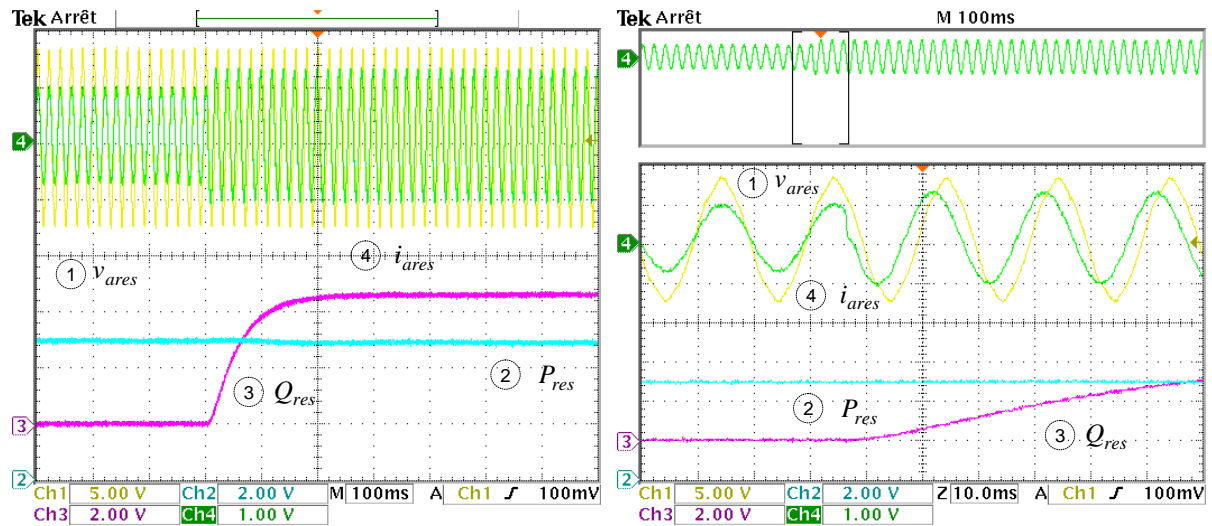 Tek Arrêt
4
1 v_ares
4 i_ares
2 P_res
3 Q_res
3
2
Ch1 5.00 V Ch2 2.00 V M 100ms A Ch1 ƒ 100mV
Ch3 2.00 V Ch4 1.00 V
Tek Arrêt M 100ms
4
1 v_ares
4
4 i_ares
2 P_res
3 Q_res
3
2
Ch1 5.00 V Ch2 2.00 V Z 10.0ms A Ch1 ƒ 100mV
Ch3 2.00 V Ch4 1.00 V